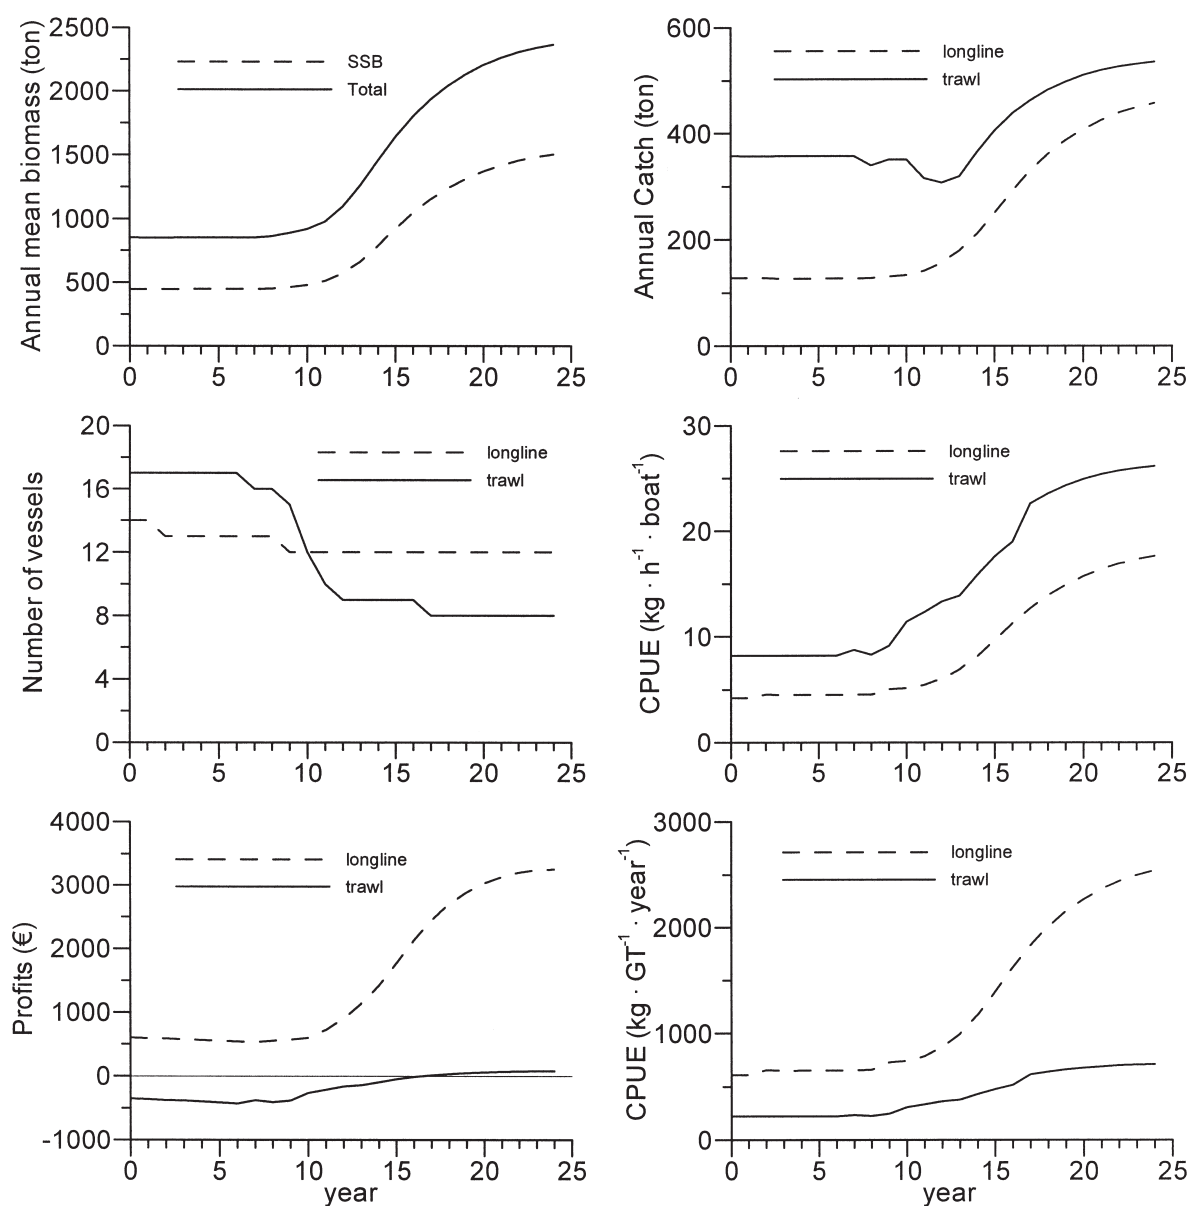 Annual mean biomass (ton)
2500
2000
1500
1000
500
0
SSB
Total
0 5 10 15 20 25
Annual Catch (ton)
600
400
200
0
longline
trawl
0 5 10 15 20 25
Number of vessels
20
16
12
8
4
0
longline
trawl
0 5 10 15 20 25
CPUE (kg · h⁻¹ · boat⁻¹)
30
20
10
0
longline
trawl
0 5 10 15 20 25
Profits (€)
4000
3000
2000
1000
0
-1000
longline
trawl
0 5 10 15 20 25
year
CPUE (kg · GT⁻¹ · year⁻¹)
3000
2000
1000
0
longline
trawl
0 5 10 15 20 25
year